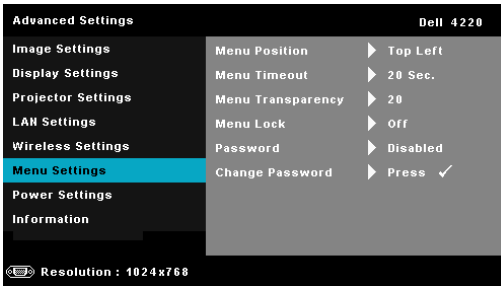 Advanced Settings Dell 4220
Image Settings
Display Settings
Projector Settings
LAN Settings
Wireless Settings
Menu Settings
Power Settings
Information
Menu Position Top Left
Menu Timeout 20 Sec.
Menu Transparency 20
Menu Lock Off
Password Disabled
Change Password Press ✓
Resolution : 1024x768